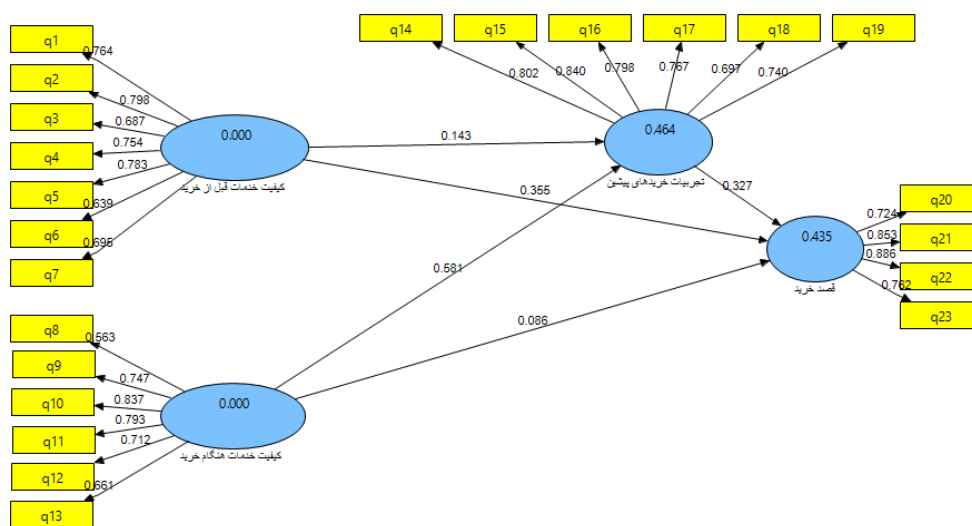 q14
q15
q16
q17
q18
q19
0.802
0.840
0.798
0.767
0.697
0.740
q1
q2
q3
q4
q5
q6
q7
0.764
0.798
0.687
0.754
0.783
0.639
0.695
0.000
کیفیت خدمات قبل از خرید
0.143
0.464
تجربیات خریدهای پیشین
0.355
0.327
0.581
0.435
قصد خرید
0.724
0.853
0.886
0.762
q20
q21
q22
q23
0.086
q8
q9
q10
q11
q12
q13
0.563
0.747
0.837
0.793
0.712
0.661
0.000
کیفیت خدمات هنگام خرید